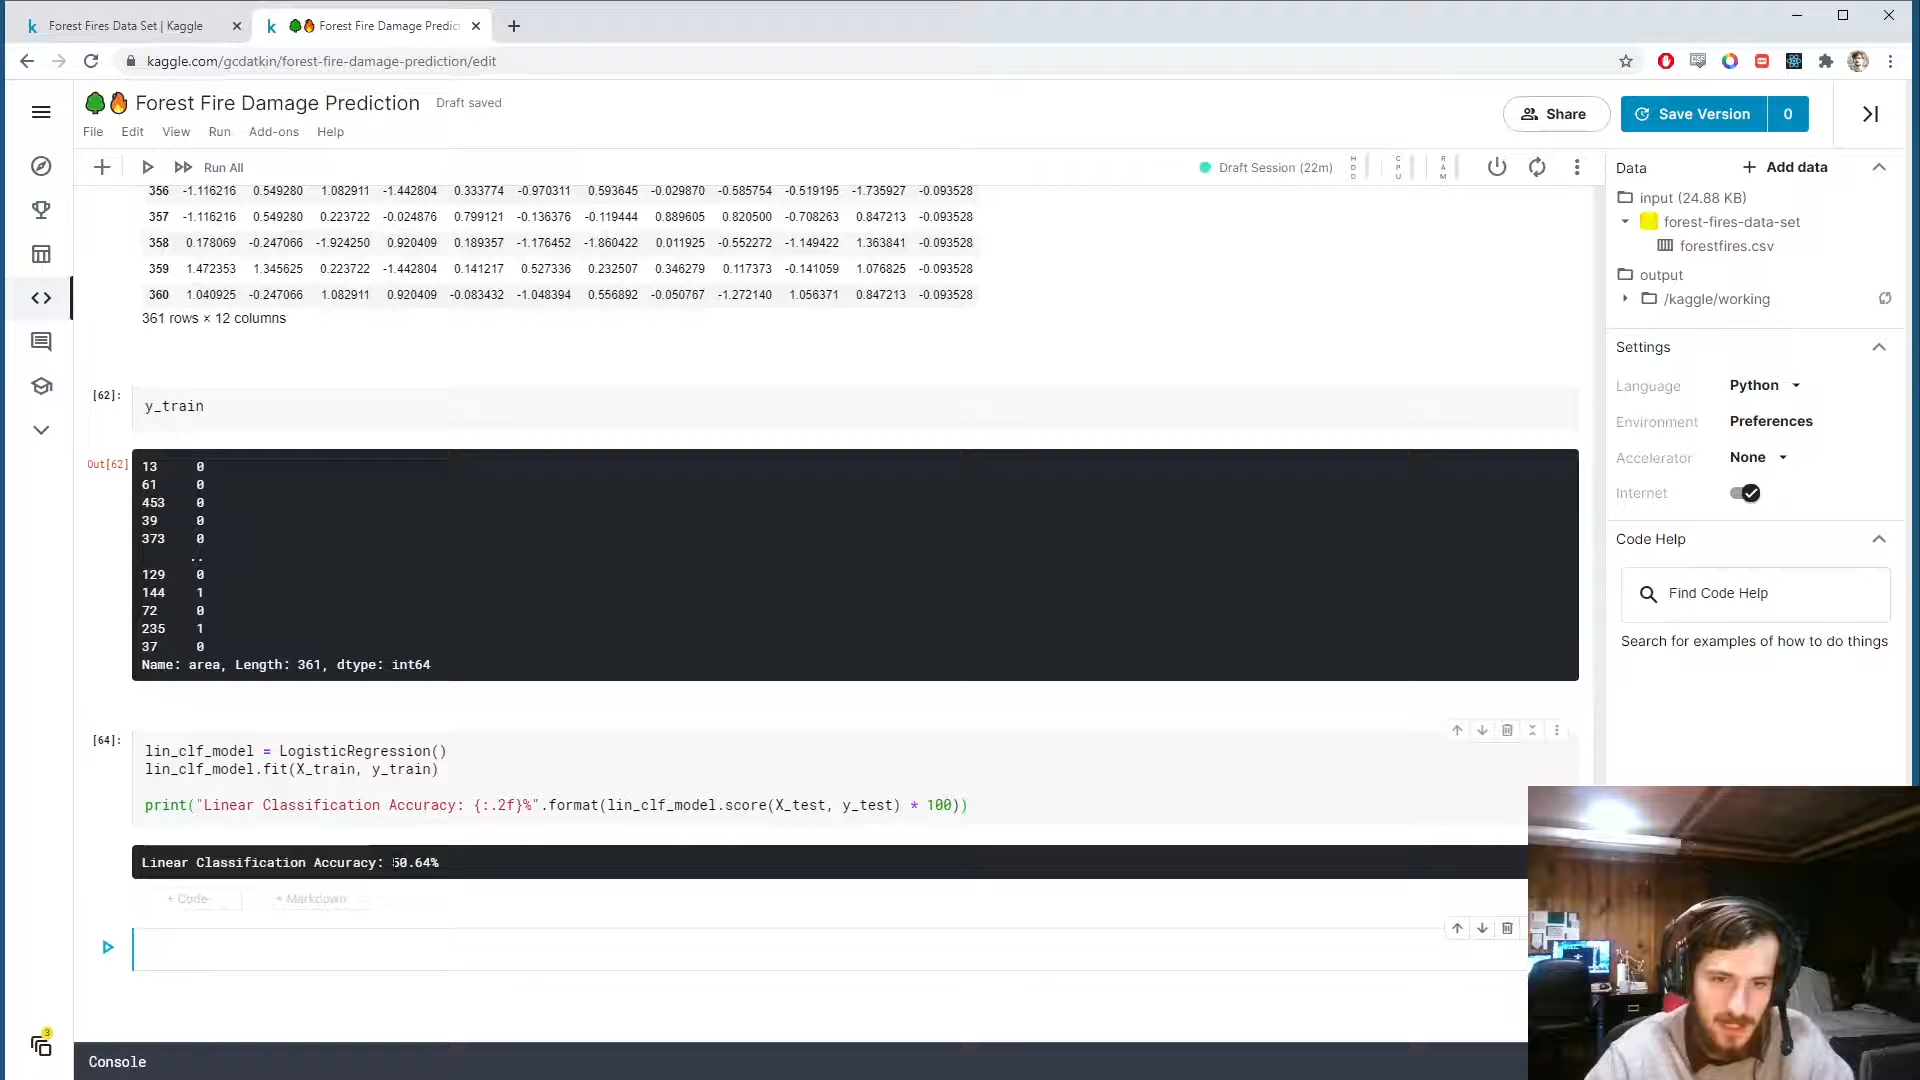 Forest Fires Data Set | Kaggle
Forest Fire Damage Predic
kaggle.com/gcdatkin/forest-fire-damage-prediction/edit
Forest Fire Damage Prediction
Draft saved
File Edit View Run Add-ons Help
Share
Save Version 0
Run All
Draft Session (22m)
HDD
CPU
RAM
356 -1.116216 0.549280 1.082911 -1.442804 0.333774 -0.970311 0.593645 -0.029870 -0.585754 -0.519195 -1.735927 -0.093528
357 -1.116216 0.549280 0.223722 -0.024876 0.799121 -0.136376 -0.119444 0.889605 0.820500 -0.708263 0.847213 -0.093528
358 0.178069 -0.247066 -1.924250 0.920409 0.189357 -1.176452 -1.860422 0.011925 -0.552272 -1.149422 1.363841 -0.093528
359 1.472353 1.345625 0.223722 -1.442804 0.141217 0.527336 0.232507 0.346279 0.117373 -0.141059 1.076825 -0.093528
360 1.040925 -0.247066 1.082911 0.920409 -0.083432 -1.048394 0.556892 -0.050767 -1.272140 1.056371 0.847213 -0.093528
361 rows × 12 columns
[62]:
y_train
Out[62]
13 0
61 0
453 0
39 0
373 0
..
129 0
144 1
72 0
235 1
37 0
Name: area, Length: 361, dtype: int64
[64]:
lin_clf_model = LogisticRegression()
lin_clf_model.fit(X_train, y_train)
print("Linear Classification Accuracy: {:.2f}%".format(lin_clf_model.score(X_test, y_test) * 100))
Linear Classification Accuracy: 60.64%
+ Code
+ Markdown
Console
3
Data
+ Add data
input (24.88 KB)
forest-fires-data-set
forestfires.csv
output
/kaggle/working
Settings
Language Python
Environment Preferences
Accelerator None
Internet
Code Help
Find Code Help
Search for examples of how to do things